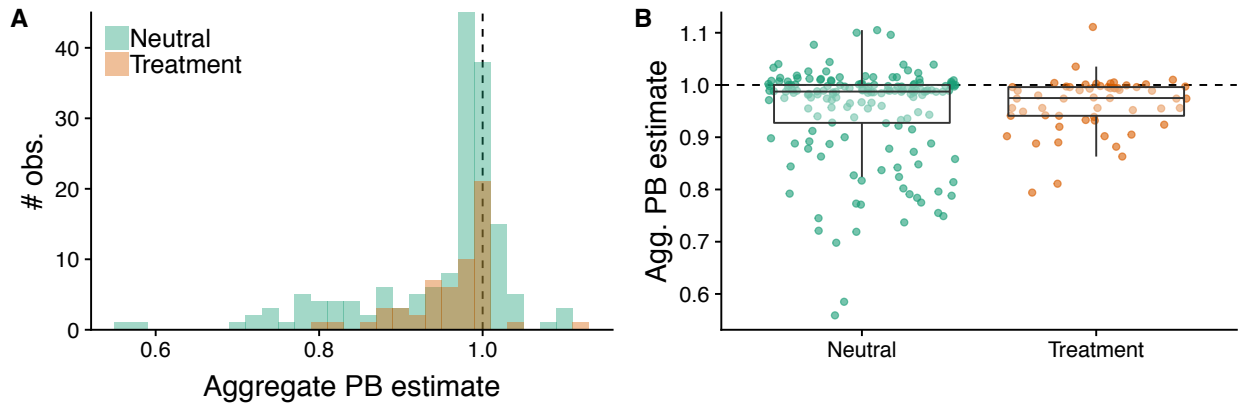 A
Neutral
Treatment
# obs.
40
30
20
10
0
0.6
0.8
1.0
Aggregate PB estimate
B
Agg. PB estimate
1.1
1.0
0.9
0.8
0.7
0.6
Neutral
Treatment